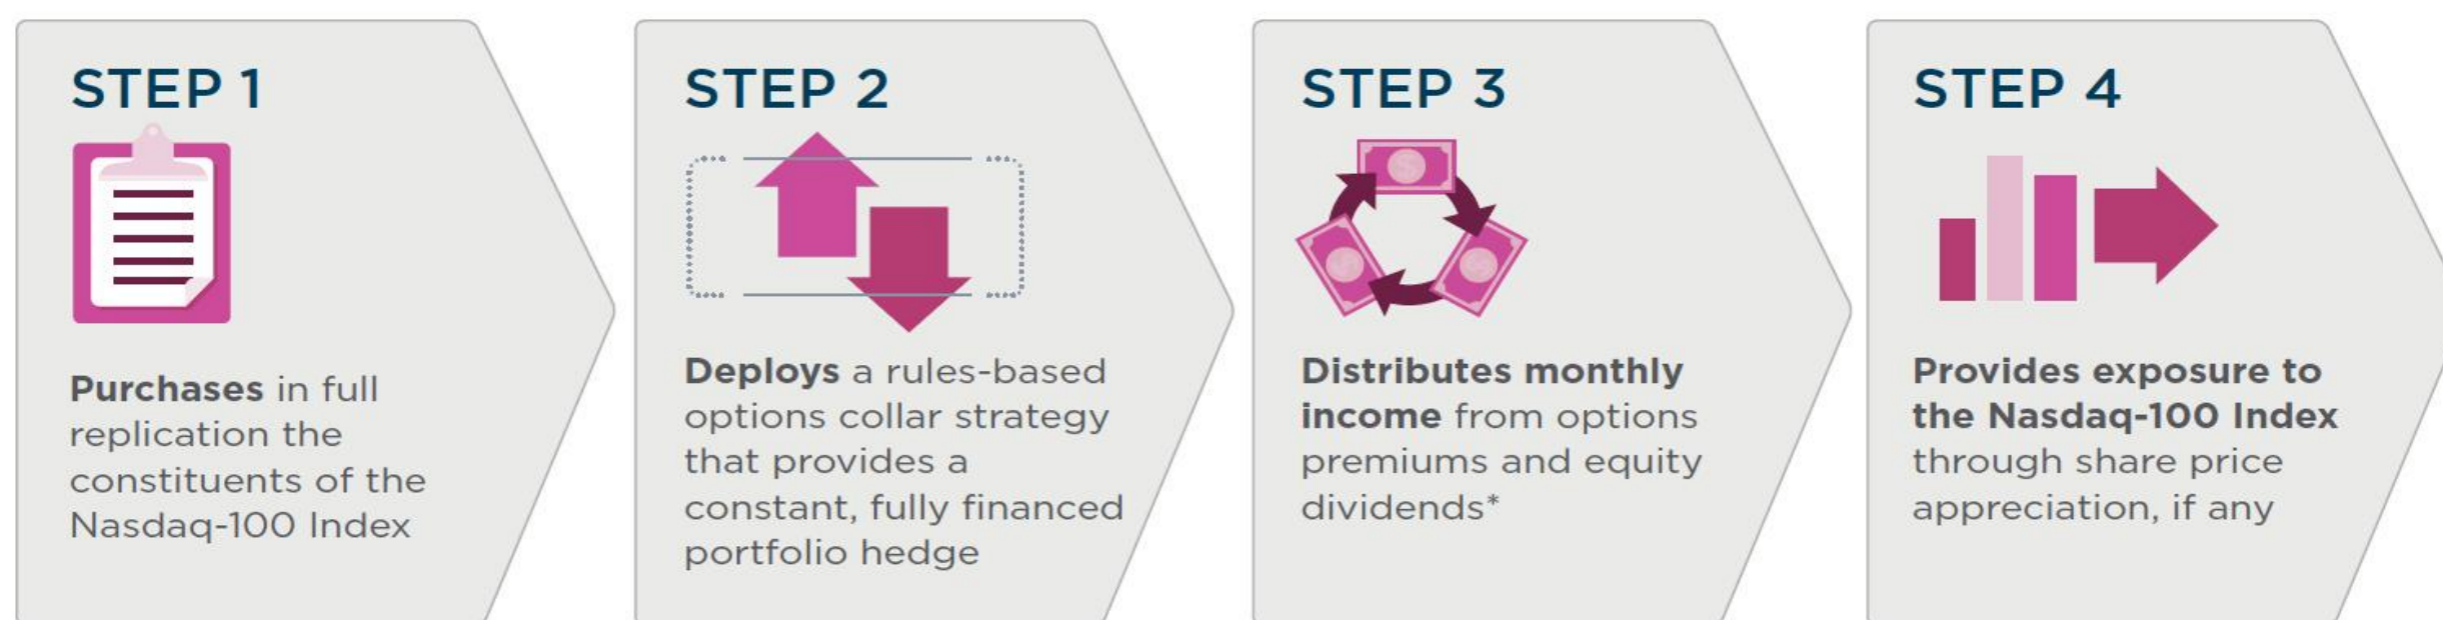 STEP 1
Purchases in full
replication the
constituents of the
Nasdaq-100 Index
STEP 2
Deploys a rules-based
options collar strategy
that provides a
constant, fully financed
portfolio hedge
STEP 3
Distributes monthly
income from options
premiums and equity
dividends*
STEP 4
Provides exposure to
the Nasdaq-100 Index
through share price
appreciation, if any